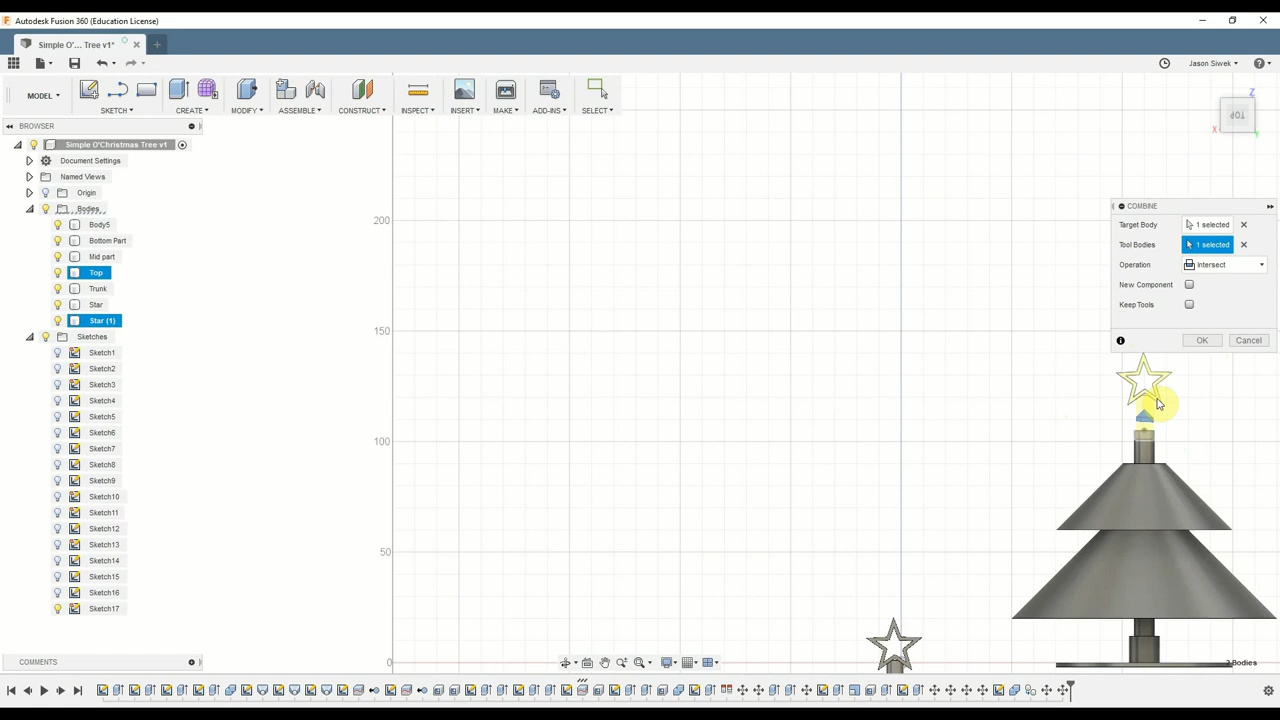 Autodesk Fusion 360 (Education License)
Simple O'... Tree v1*
Jason Siwek
MODEL
SKETCH
CREATE
MODIFY
ASSEMBLE
CONSTRUCT
INSPECT
INSERT
MAKE
ADD-INS
SELECT
Z
TOP
X
Y
BROWSER
Simple O'Christmas Tree v1
Document Settings
Named Views
Origin
Bodies
Body5
Bottom Part
Mid part
Top
Trunk
Star
Star (1)
Sketches
Sketch1
Sketch2
Sketch3
Sketch4
Sketch5
Sketch6
Sketch7
Sketch8
Sketch9
Sketch10
Sketch11
Sketch12
Sketch13
Sketch14
Sketch15
Sketch16
Sketch17
200
150
100
50
0
COMBINE
Target Body 1 selected
Tool Bodies 1 selected
Operation Intersect
New Component
Keep Tools
OK Cancel
COMMENTS
2 Bodies